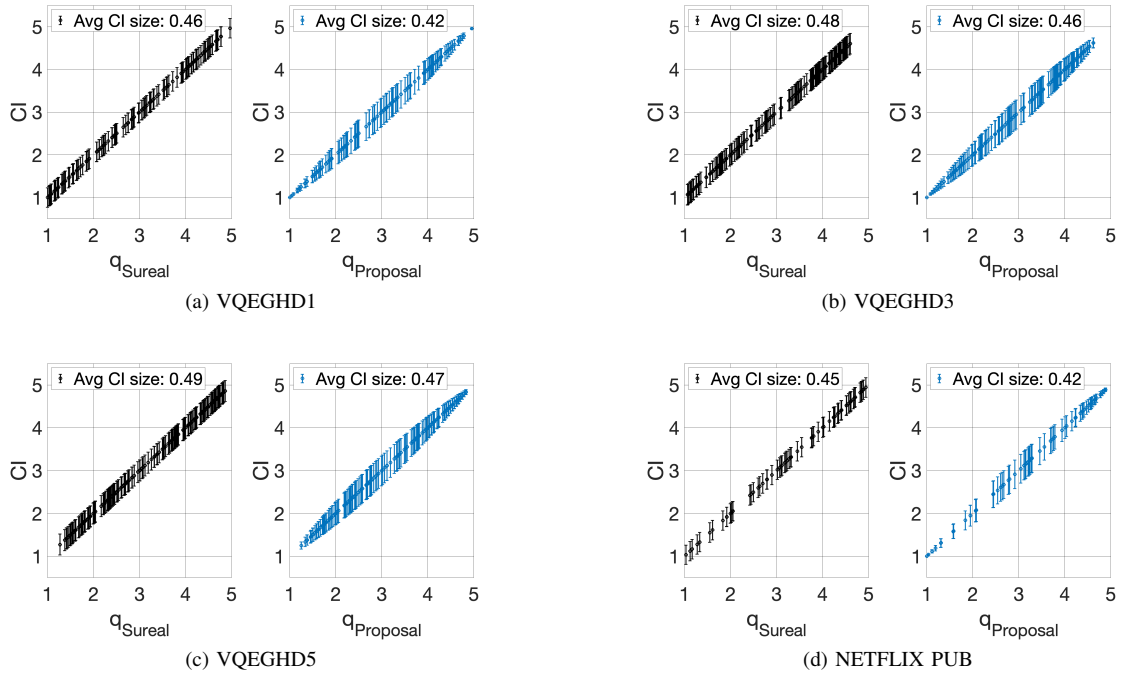 Avg CI size: 0.46
5
4
3
2
1
CI
1 2 3 4 5
qSureal
Avg CI size: 0.42
5
4
3
2
1
CI
1 2 3 4 5
qProposal
(a) VQEGHD1
Avg CI size: 0.48
5
4
3
2
1
CI
1 2 3 4 5
qSureal
Avg CI size: 0.46
5
4
3
2
1
CI
1 2 3 4 5
qProposal
(b) VQEGHD3
Avg CI size: 0.49
5
4
3
2
1
CI
1 2 3 4 5
qSureal
Avg CI size: 0.47
5
4
3
2
1
CI
1 2 3 4 5
qProposal
(c) VQEGHD5
Avg CI size: 0.45
5
4
3
2
1
CI
1 2 3 4 5
qSureal
Avg CI size: 0.42
5
4
3
2
1
CI
1 2 3 4 5
qProposal
(d) NETFLIX PUB